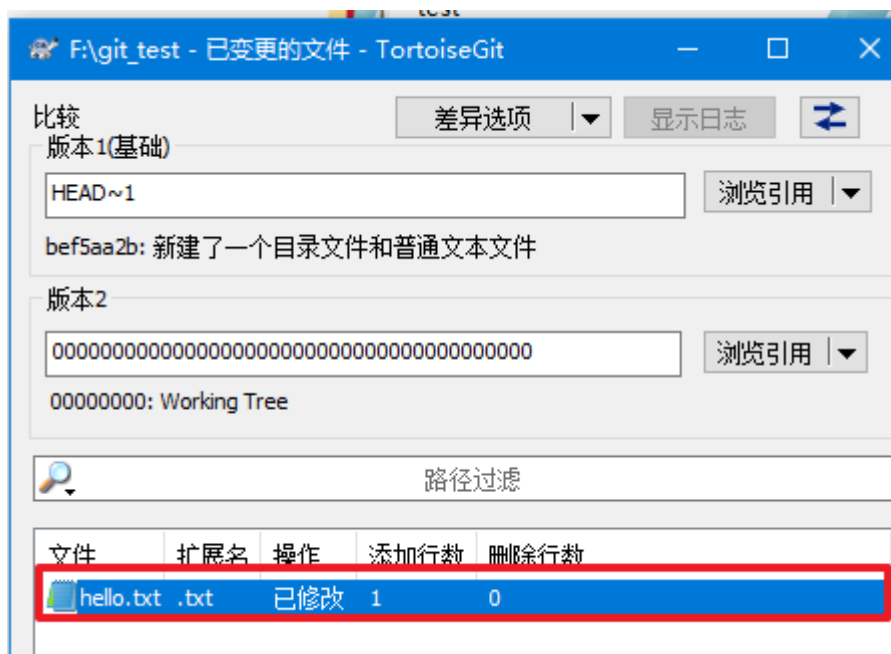 test
F:\git_test - 已变更的文件 - TortoiseGit
比较
差异选项
显示日志
版本1(基础)
HEAD~1
浏览引用
bef5aa2b: 新建了一个目录文件和普通文本文件
版本2
0000000000000000000000000000000000000000
浏览引用
00000000: Working Tree
路径过滤
文件 扩展名 操作 添加行数 删除行数
hello.txt .txt 已修改 1 0